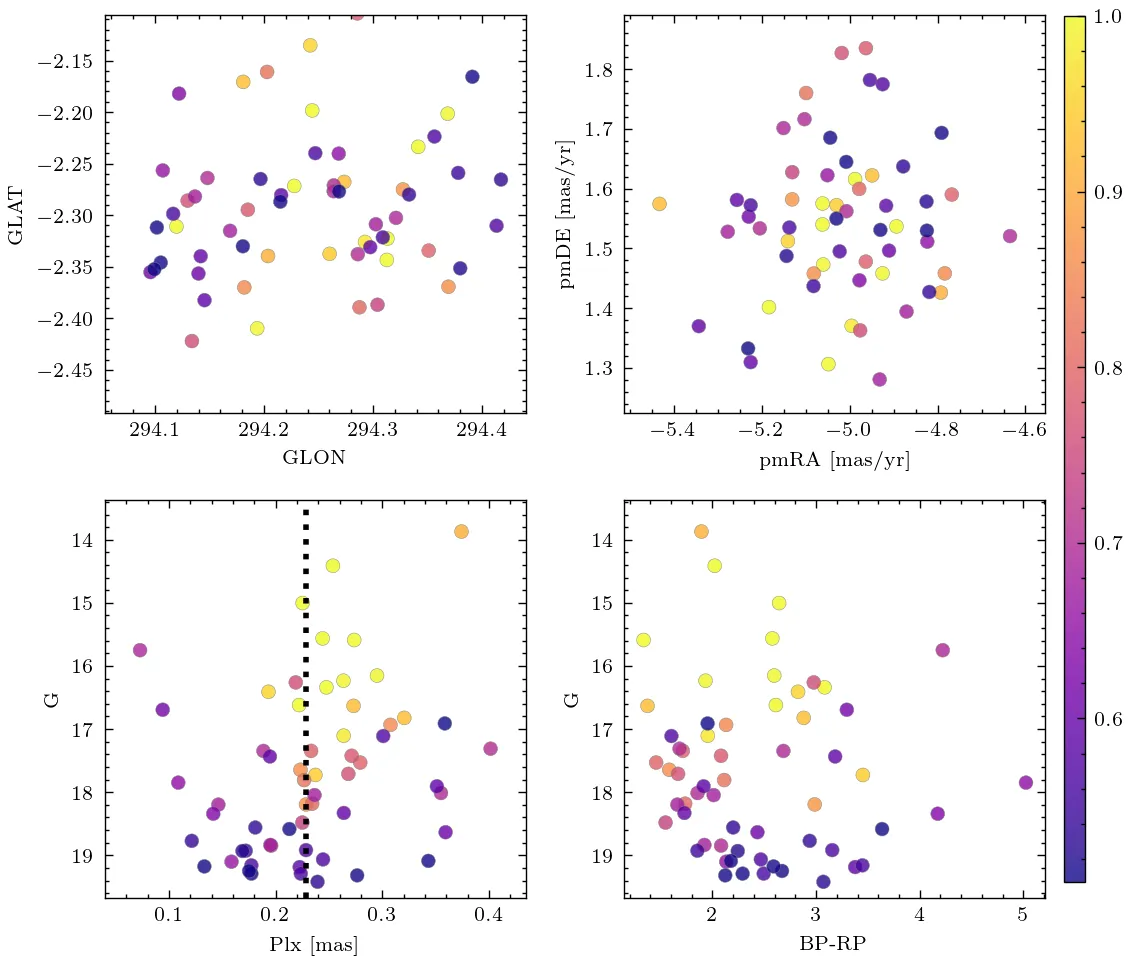 −2.15
−2.20
−2.25
−2.30
−2.35
−2.40
−2.45
GLAT
294.1 294.2 294.3 294.4
GLON
1.8
1.7
1.6
1.5
1.4
1.3
pmDE [mas/yr]
−5.4 −5.2 −5.0 −4.8 −4.6
pmRA [mas/yr]
14
15
16
17
18
19
G
0.1 0.2 0.3 0.4
Plx [mas]
14
15
16
17
18
19
G
2 3 4 5
BP-RP
1.0
0.9
0.8
0.7
0.6